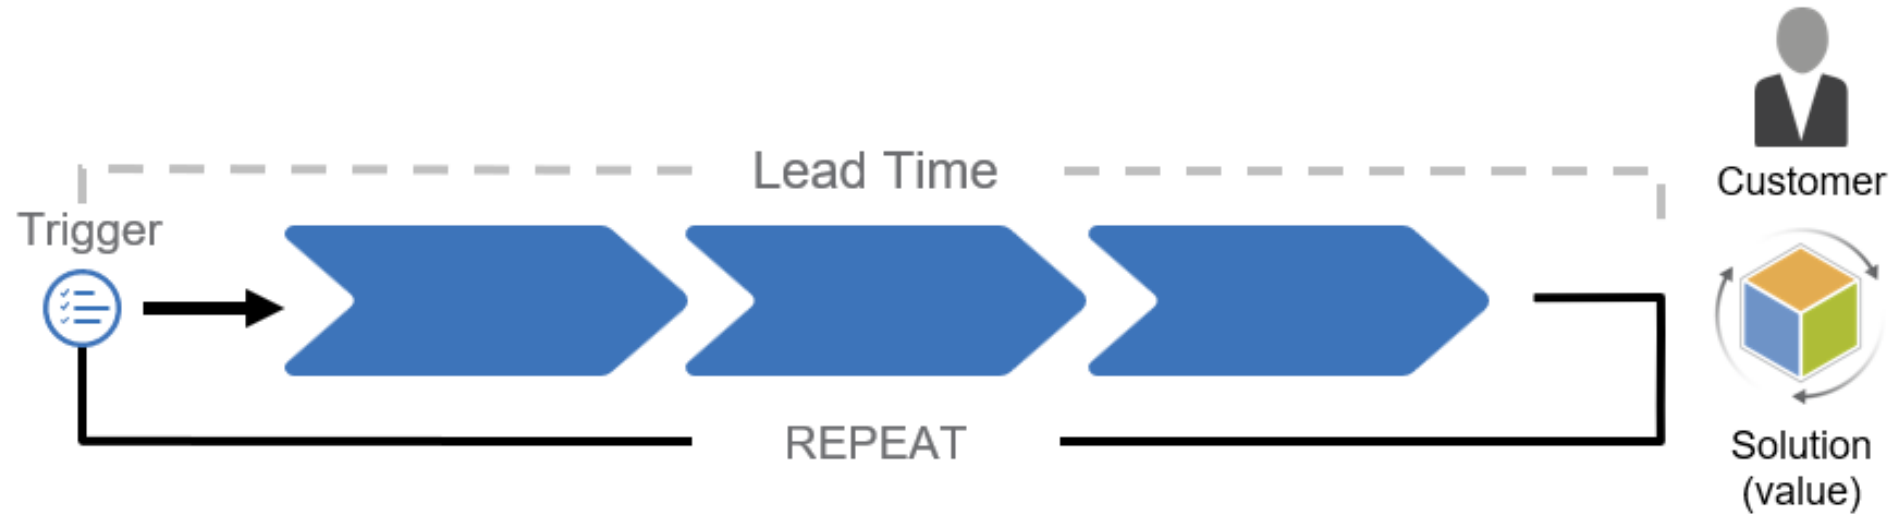 Lead Time
Customer
Trigger
REPEAT
Solution
(value)